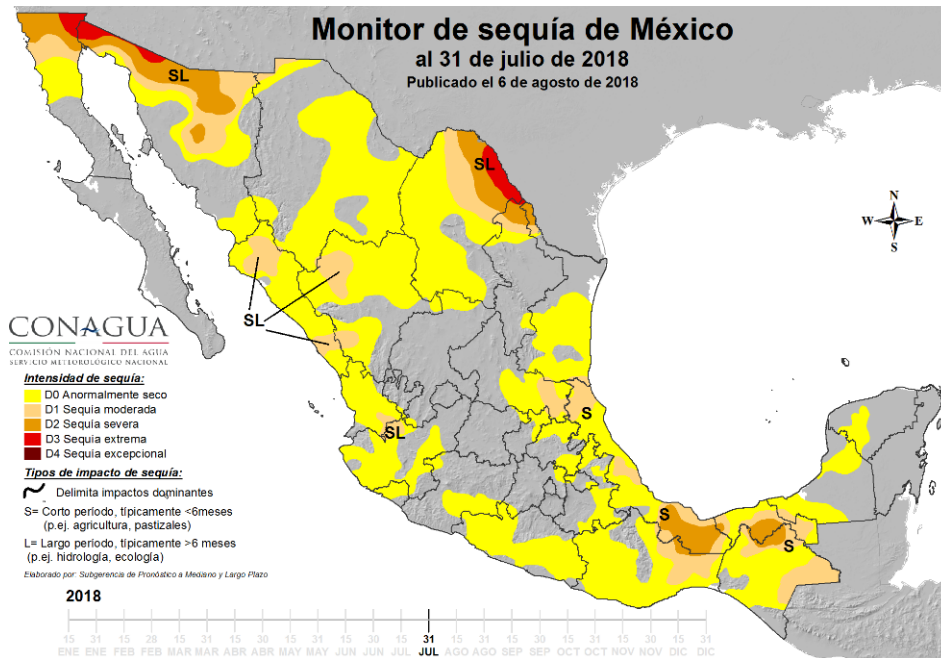 Monitor de sequía de México
al 31 de julio de 2018
Publicado el 6 de agosto de 2018
SL
SL
N
W E
S
SL
CONAGUA
COMISIÓN NACIONAL DEL AGUA
SERVICIO METEOROLÓGICO NACIONAL
Intensidad de sequía:
D0 Anormalmente seco
D1 Sequía moderada
D2 Sequía severa
D3 Sequia extrema
D4 Sequia excepcional
S
SL
Tipos de impacto de sequía:
Delimita impactos dominantes
S= Corto periodo, típicamente <6meses
(p.ej. agricultura, pastizales)
S
L= Largo periodo, típicamente >6 meses
(p.ej. hidrología, ecología)
S
Elaborado por: Subgerencia de Pronóstico a Mediano y Largo Plazo
2018
15 31 15 28 15 31 15 30 15 31 15 30 15 31 15 31 15 30 15 31 15 30 15 31
ENE ENE FEB FEB MAR MAR ABR ABR MAY MAY JUN JUN JUL JUL AGO AGO SEP SEP OCT OCT NOV NOV DIC DIC